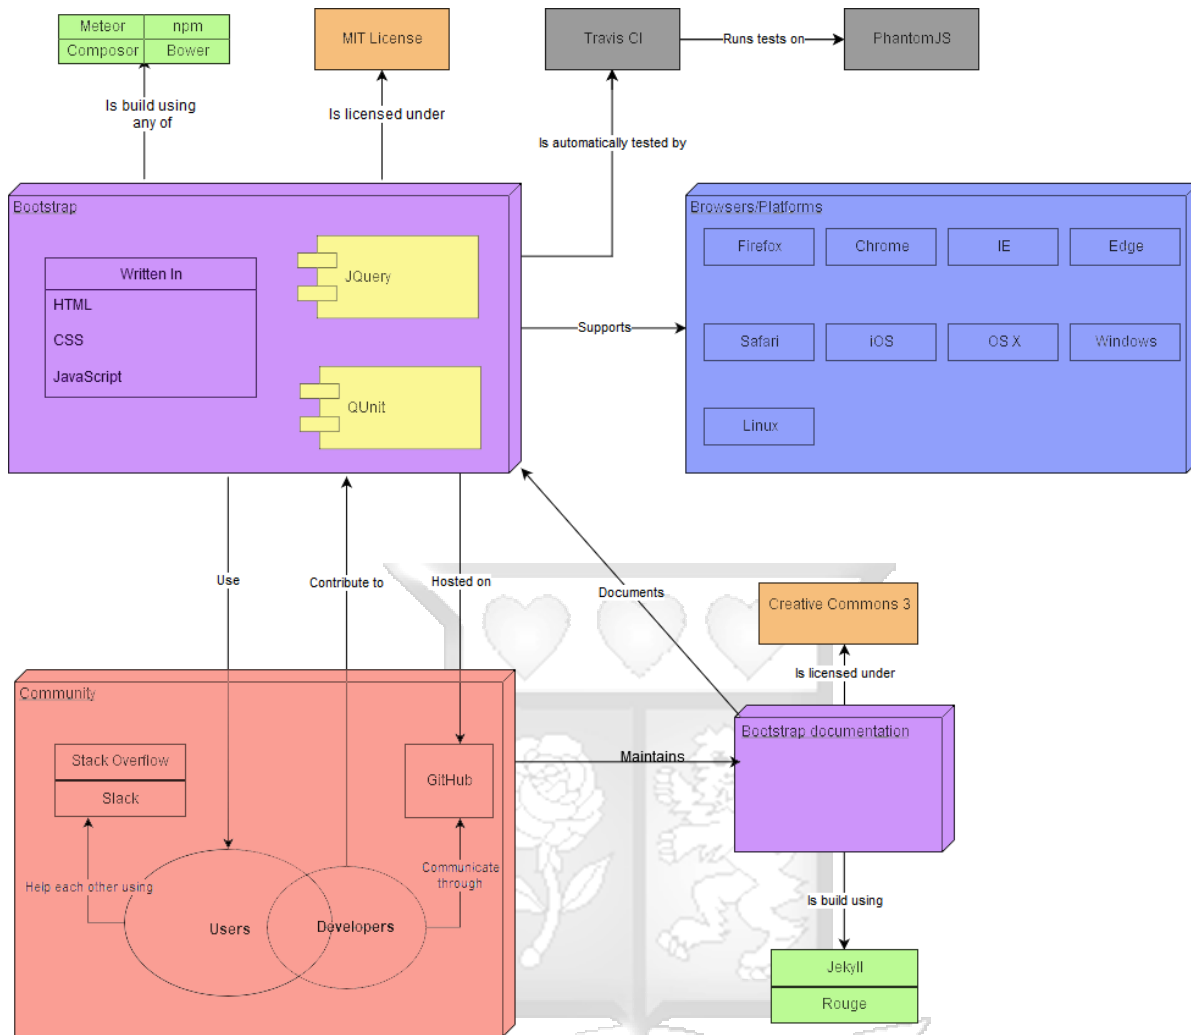 Meteor
npm
Composor
Bower
MIT License
Travis CI
Runs tests on
PhantomJS
Is build using
any of
Is licensed under
Is automatically tested by
Bootstrap
Written In
HTML
CSS
JavaScript
JQuery
QUnit
Supports
Browsers/Platforms
Firefox
Chrome
IE
Edge
Safari
iOS
OS X
Windows
Linux
Use
Contribute to
Hosted on
Documents
Creative Commons 3
Is licensed under
Community
Stack Overflow
Slack
GitHub
Maintains
Bootstrap documentation
Help each other using
Communicate
through
Users
Developers
Is build using
Jekyll
Rouge